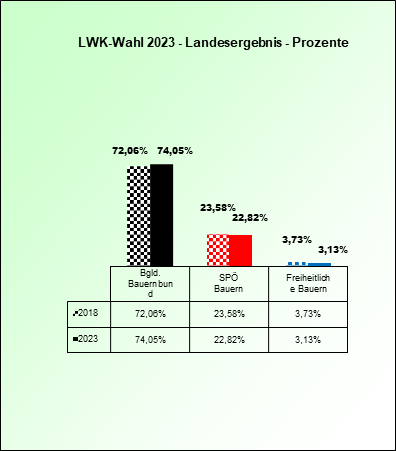 LWK-Wahl 2023 - Landesergebnis - Prozente
72,06% 74,05%
23,58%
22,82%
3,73%
3,13%
Bgld. SPÖ Freiheitlich
Bauernbun Bauern e Bauern
d
2018 72,06% 23,58% 3,73%
2023 74,05% 22,82% 3,13%